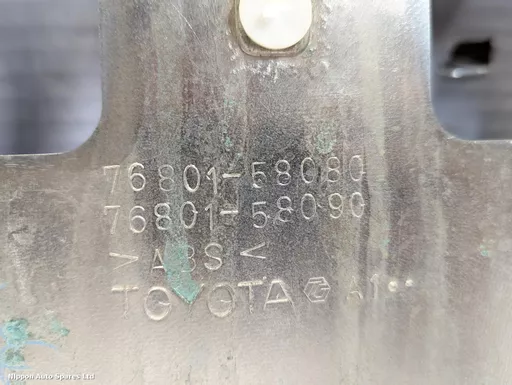 76801-58080
76801-58090
>ABS<
TOYOTA
Nippon Auto Spares Ltd